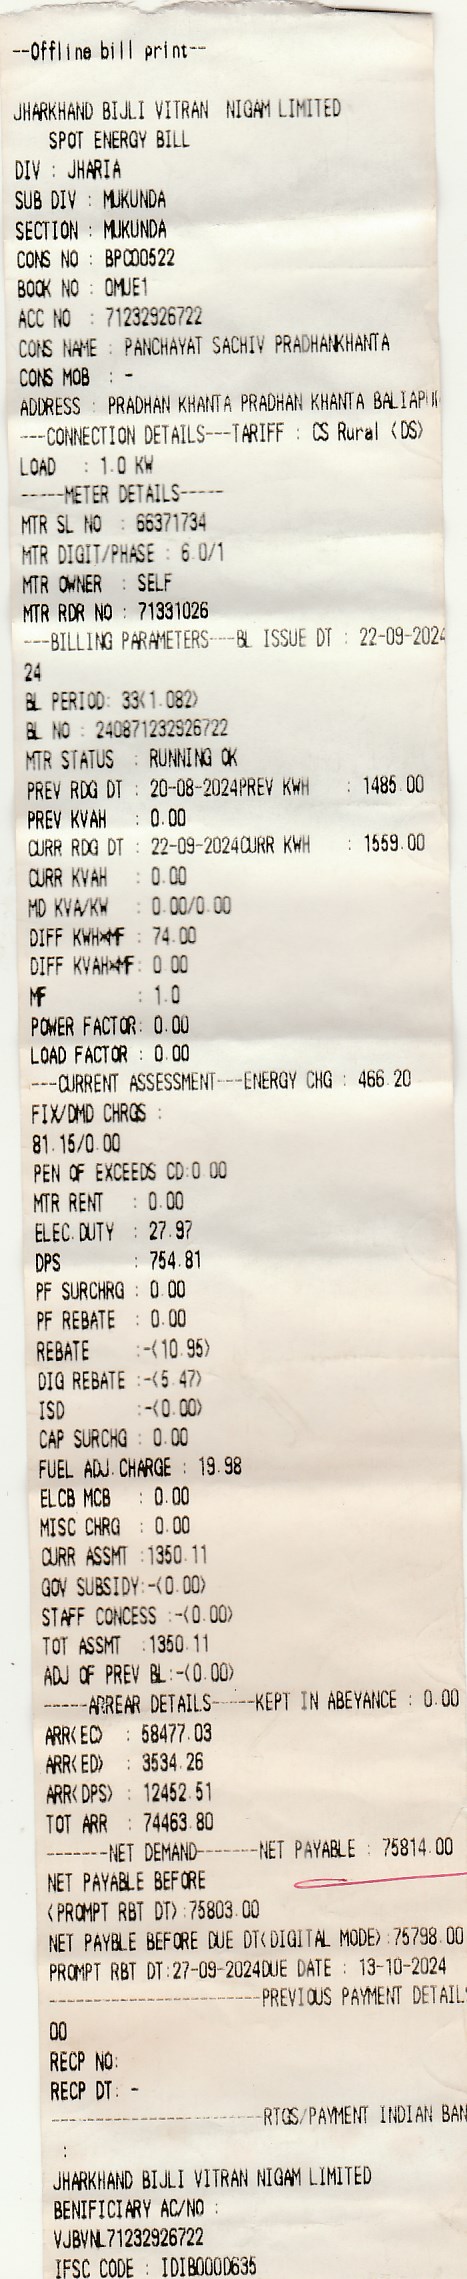 --Offline bill print--
JHARKHAND BIJLI VITRAN NIGAM LIMITED
SPOT ENERGY BILL
DIV : JHARIA
SUB DIV : MUKUNDA
SECTION : MUKUNDA
CONS NO : BPC00522
BOOK NO : OMUE1
ACC NO : 71232926722
CONS NAME : PANCHAYAT SACHIV PRADHANKHANTA
CONS MOB : -
ADDRESS : PRADHAN KHANTA PRADHAN KHANTA
---CONNECTION DETAILS---TARIFF : CS Rural (DS)
LOAD : 1.0 KW
-----METER DETAILS-----
MTR SL NO : 66371734
MTR DIGIT/PHASE : 6.0/1
MTR OWNER : SELF
MTR RDR NO : 71331026
---BILLING PARAMETERS---BL ISSUE DT : 22-09-2024
24
BL PERIOD: 33(1.082)
BL NO : 240871232926722
MTR STATUS : RUNNING OK
PREV RDG DT : 20-08-2024PREV KWH : 1485.00
PREV KVAH : 0.00
CURR RDG DT : 22-09-2024CURR KWH : 1559.00
CURR KVAH : 0.00
MD KVA/KW : 0.00/0.00
DIFF KWH*MF : 74.00
DIFF KVAH*MF: 0.00
MF : 1.0
POWER FACTOR: 0.00
LOAD FACTOR : 0.00
---CURRENT ASSESSMENT---ENERGY CHG : 466.20
FIX/DMD CHRGS :
81.15/0.00
PEN OF EXCEEDS CD:0.00
MTR RENT : 0.00
ELEC.DUTY : 27.97
DPS : 754.81
PF SURCHRG : 0.00
PF REBATE : 0.00
REBATE :-(10.95)
DIG REBATE :-(5.47)
ISD :-(0.00)
CAP SURCHG : 0.00
FUEL ADJ.CHARGE : 19.98
ELCB MCB : 0.00
MISC CHRG : 0.00
CURR ASSMT :1350.11
GOV SUBSIDY:-(0.00)
STAFF CONCESS :-(0.00)
TOT ASSMT :1350.11
ADJ OF PREV BL:-(0.00)
-----ARREAR DETAILS-----KEPT IN ABEYANCE : 0.00
ARR(EC) : 58477.03
ARR(ED) : 3534.26
ARR(DPS) : 12452.51
TOT ARR : 74463.80
-------NET DEMAND-------NET PAYABLE : 75814.00
NET PAYABLE BEFORE
(PROMPT RBT DT):75803.00
NET PAYBLE BEFORE DUE DT(DIGITAL MODE):75798.00
PROMPT RBT DT:27-09-2024DUE DATE : 13-10-2024
--------------------PREVIOUS PAYMENT DETAILS
00
RECP NO:
RECP DT: -
--------------------RTGS/PAYMENT INDIAN BAN
:
JHARKHAND BIJLI VITRAN NIGAM LIMITED
BENIFICIARY AC/NO :
VJBVNL71232926722
IFSC CODE : IDIB000D635